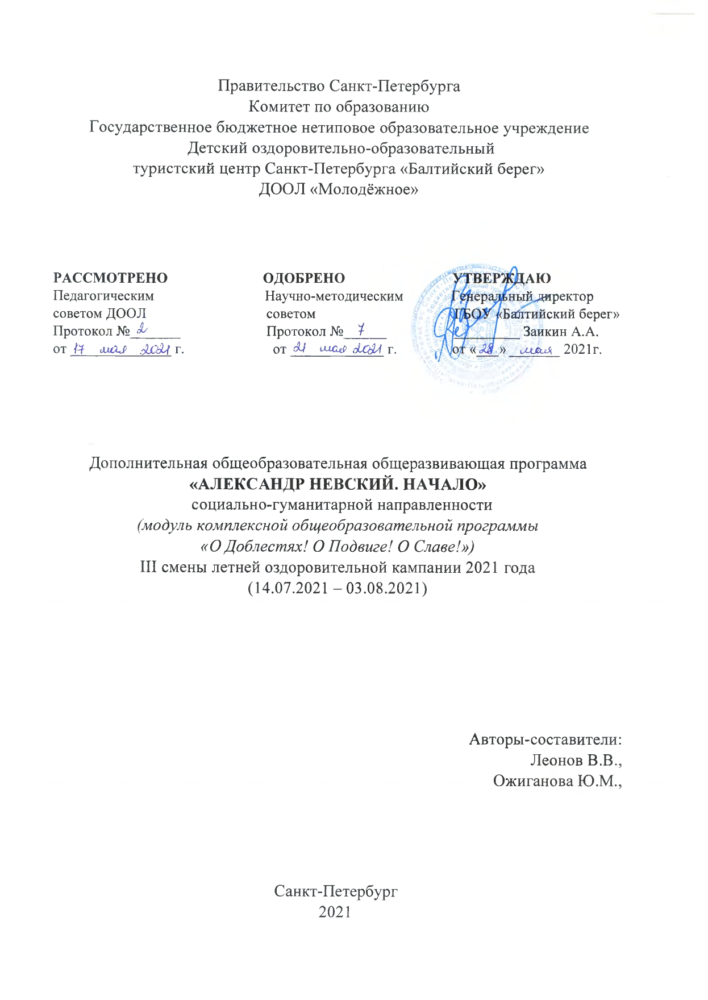 Правительство Санкт-Петербурга
Комитет по образованию
Государственное бюджетное нетиповое образовательное учреждение
Детский оздоровительно-образовательный
туристский центр Санкт-Петербурга «Балтийский берег»
ДООЛ «Молодёжное»
РАССМОТРЕНО
Педагогическим
советом ДООЛ
Протокол № 2
от 17 мая 2021 г.
ОДОБРЕНО
Научно-методическим
советом
Протокол № 7
от 21 мая 2021 г.
УТВЕРЖДАЮ
Генеральный директор
ГБОУ «Балтийский берег»
Заикин А.А.
от «28» мая 2021г.
Дополнительная общеобразовательная общеразвивающая программа
«АЛЕКСАНДР НЕВСКИЙ. НАЧАЛО»
социально-гуманитарной направленности
(модуль комплексной общеобразовательной программы
«О Доблестях! О Подвиге! О Славе!»)
III смены летней оздоровительной кампании 2021 года
(14.07.2021 – 03.08.2021)
Авторы-составители:
Леонов В.В.,
Ожиганова Ю.М.,
Санкт-Петербург
2021